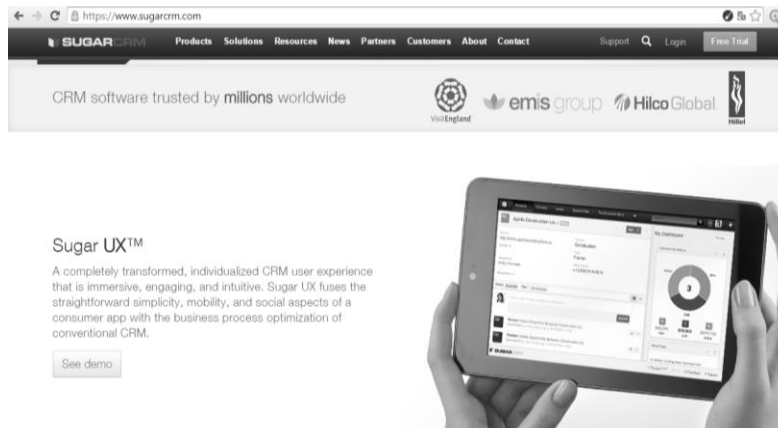 https://www.sugarcrm.com
SUGARCRM Products Solutions Resources News Partners Customers About Contact Support Login Free Trial
CRM software trusted by millions worldwide
VisitEngland
emis group
Hilco Global
Hillel
Sugar UX™
A completely transformed, individualized CRM user experience
that is immersive, engaging, and intuitive. Sugar UX fuses the
straightforward simplicity, mobility, and social aspects of a
consumer app with the business process optimization of
conventional CRM.
See demo
My Dashboard
3
SUGARCRM